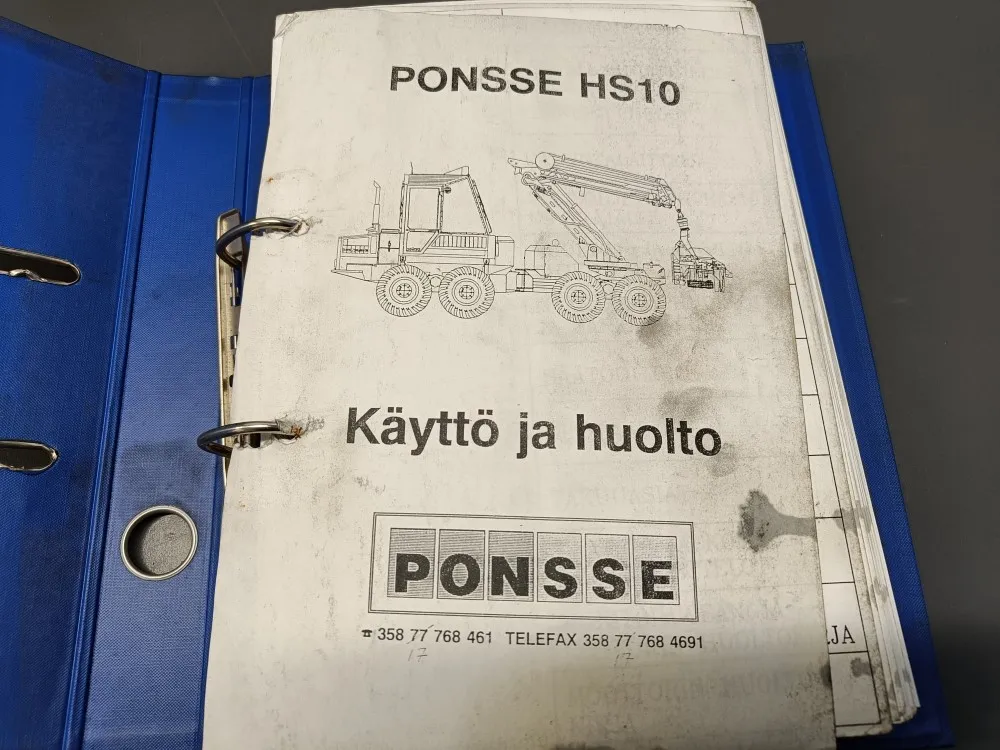 PONSSE HS10
Käyttö ja huolto
PONSSE
☎ 358 77 768 461 TELEFAX 358 77 768 4691
17 17
JA